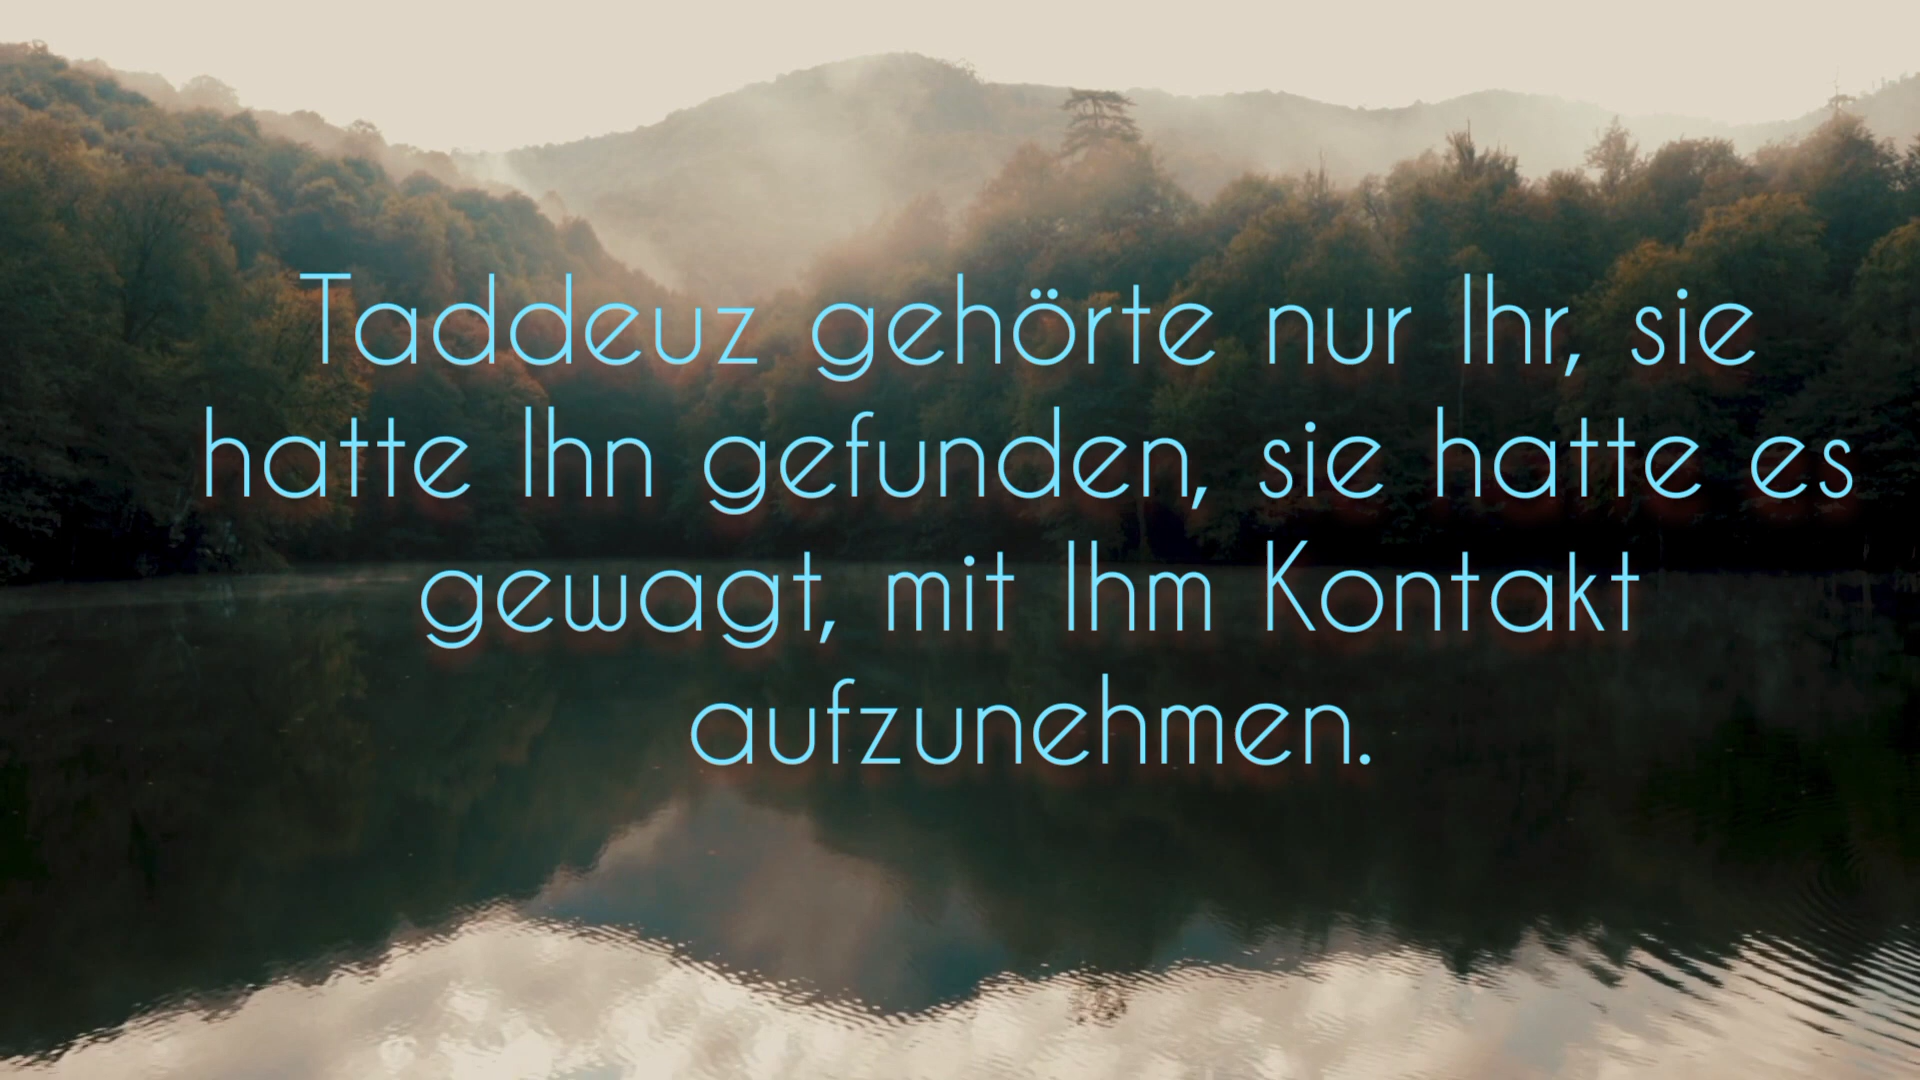 Taddeuz gehörte nur Ihr, sie
hatte Ihn gefunden, sie hatte es
gewagt, mit Ihm Kontakt
aufzunehmen.